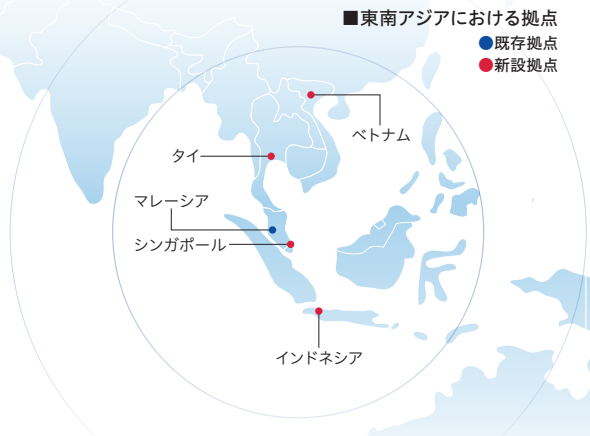 ■東南アジアにおける拠点
●既存拠点
●新設拠点
ベトナム
タイ
マレーシア
シンガポール
インドネシア